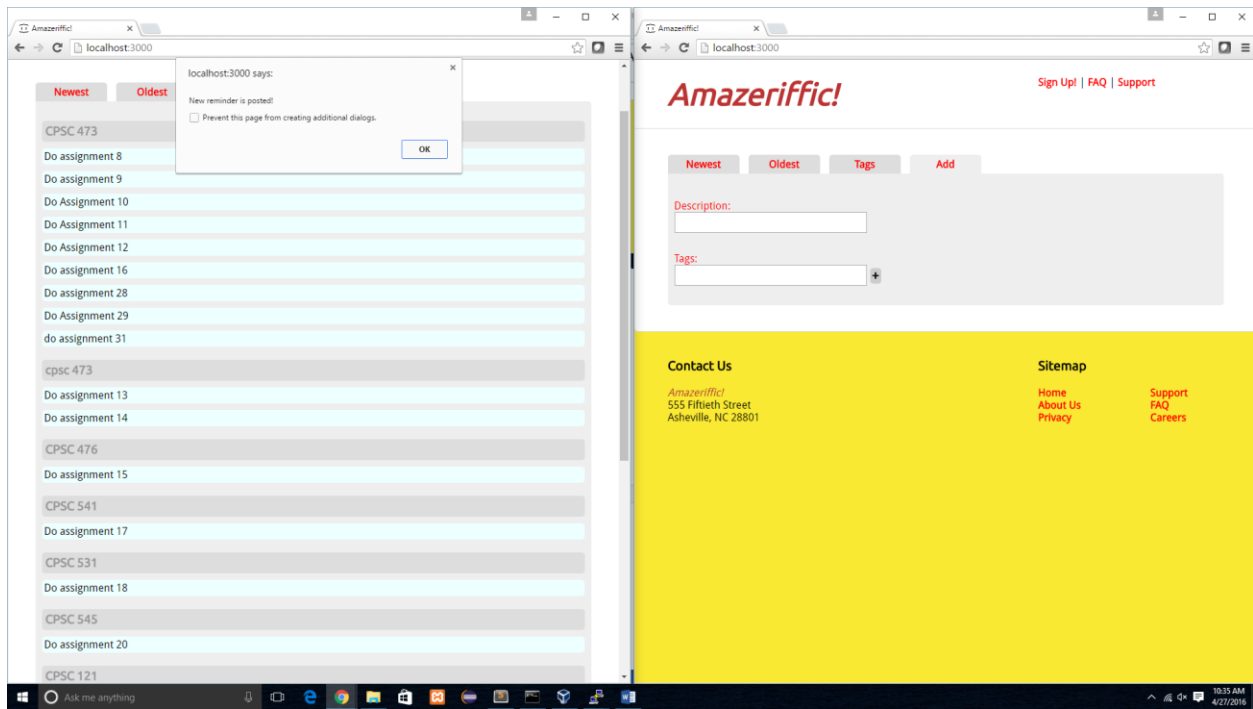 Amazeriffic!
localhost:3000
Newest Oldest
localhost:3000 says:
New reminder is posted!
Prevent this page from creating additional dialogs.
OK
CPSC 473
Do assignment 8
Do assignment 9
Do Assignment 10
Do Assignment 11
Do Assignment 12
Do assignment 16
Do assignment 28
Do Assignment 29
do assignment 31
cpsc 473
Do assignment 13
Do assignment 14
CPSC 476
Do assignment 15
CPSC 541
Do assignment 17
CPSC 531
Do assignment 18
CPSC 545
Do assignment 20
CPSC 121
Amazeriffic!
localhost:3000
Amazeriffic!
Sign Up! | FAQ | Support
Newest Oldest Tags Add
Description:
Tags:
+
Contact Us
Amazeriffic!
555 Fiftieth Street
Asheville, NC 28801
Sitemap
Home Support
About Us FAQ
Privacy Careers
Ask me anything
10:35 AM
4/27/2016